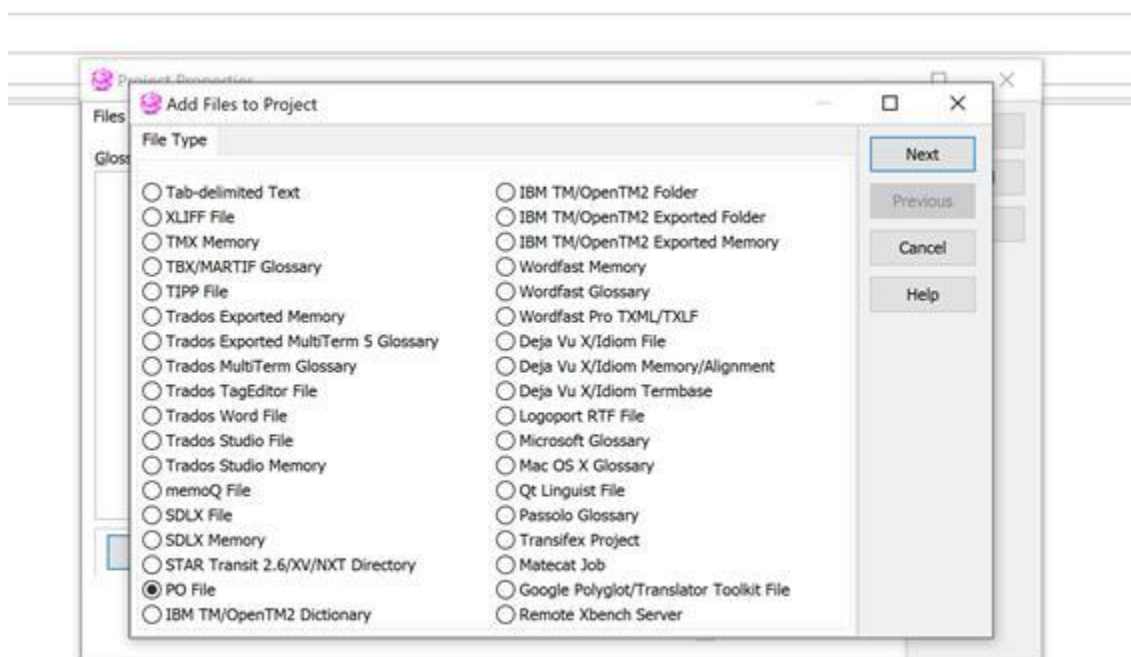 Project Properties
Add Files to Project
Files
File Type
Gloss
Next
Previous
Cancel
Help
Tab-delimited Text
XLIFF File
TMX Memory
TBX/MARTIF Glossary
TIPP File
Trados Exported Memory
Trados Exported MultiTerm 5 Glossary
Trados MultiTerm Glossary
Trados TagEditor File
Trados Word File
Trados Studio File
Trados Studio Memory
memoQ File
SDLX File
SDLX Memory
STAR Transit 2.6/XV/NXT Directory
PO File
IBM TM/OpenTM2 Dictionary
IBM TM/OpenTM2 Folder
IBM TM/OpenTM2 Exported Folder
IBM TM/OpenTM2 Exported Memory
Wordfast Memory
Wordfast Glossary
Wordfast Pro TXML/TXLF
Deja Vu X/Idiom File
Deja Vu X/Idiom Memory/Alignment
Deja Vu X/Idiom Termbase
Logoport RTF File
Microsoft Glossary
Mac OS X Glossary
Qt Linguist File
Passolo Glossary
Transifex Project
Matecat Job
Google Polyglot/Translator Toolkit File
Remote Xbench Server